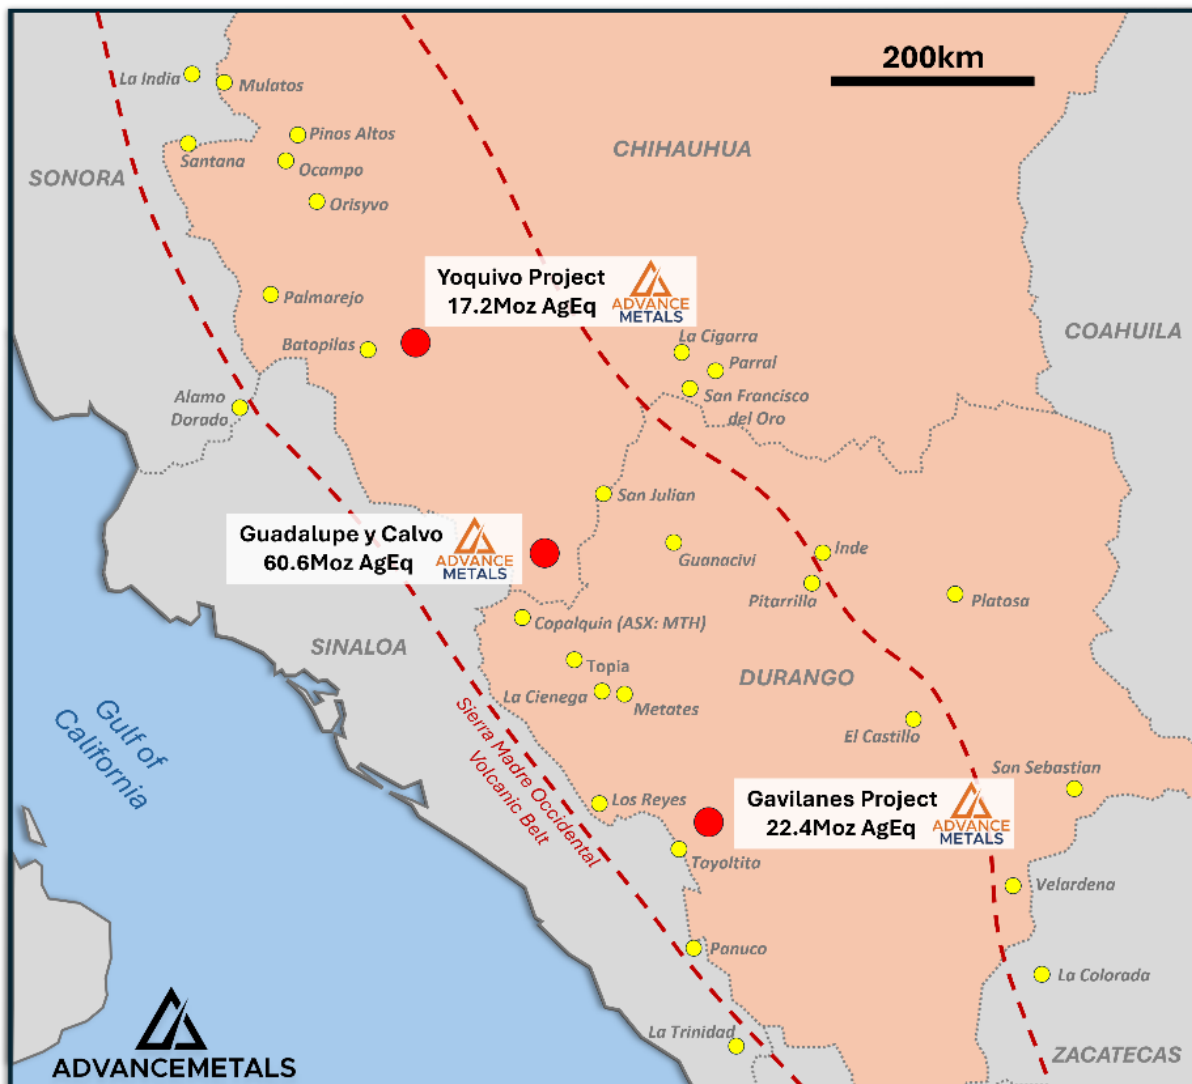 200km
La India
Mulatos
Pinos Altos
Santana
Ocampo
CHIHAUHUA
SONORA
Orisyvo
Yoquivo Project
17.2Moz AgEq
ADVANCE
METALS
Palmarejo
COAHUILA
La Cigarra
Batopilas
Parral
San Francisco
del Oro
Alamo
Dorado
San Julian
Guadalupe y Calvo
60.6Moz AgEq
ADVANCE
METALS
Guanacivi
Inde
Pitarrilla
Platosa
Copalquin (ASX: MTH)
SINALOA
Topia
DURANGO
La Cienega
Metates
Gulf of
California
Sierra Madre Occidental
Volcanic Belt
El Castillo
San Sebastian
Los Reyes
Gavilanes Project
22.4Moz AgEq
ADVANCE
METALS
Tayoltita
Velardena
Panuco
La Colorada
La Trinidad
ZACATECAS
ADVANCEMETALS